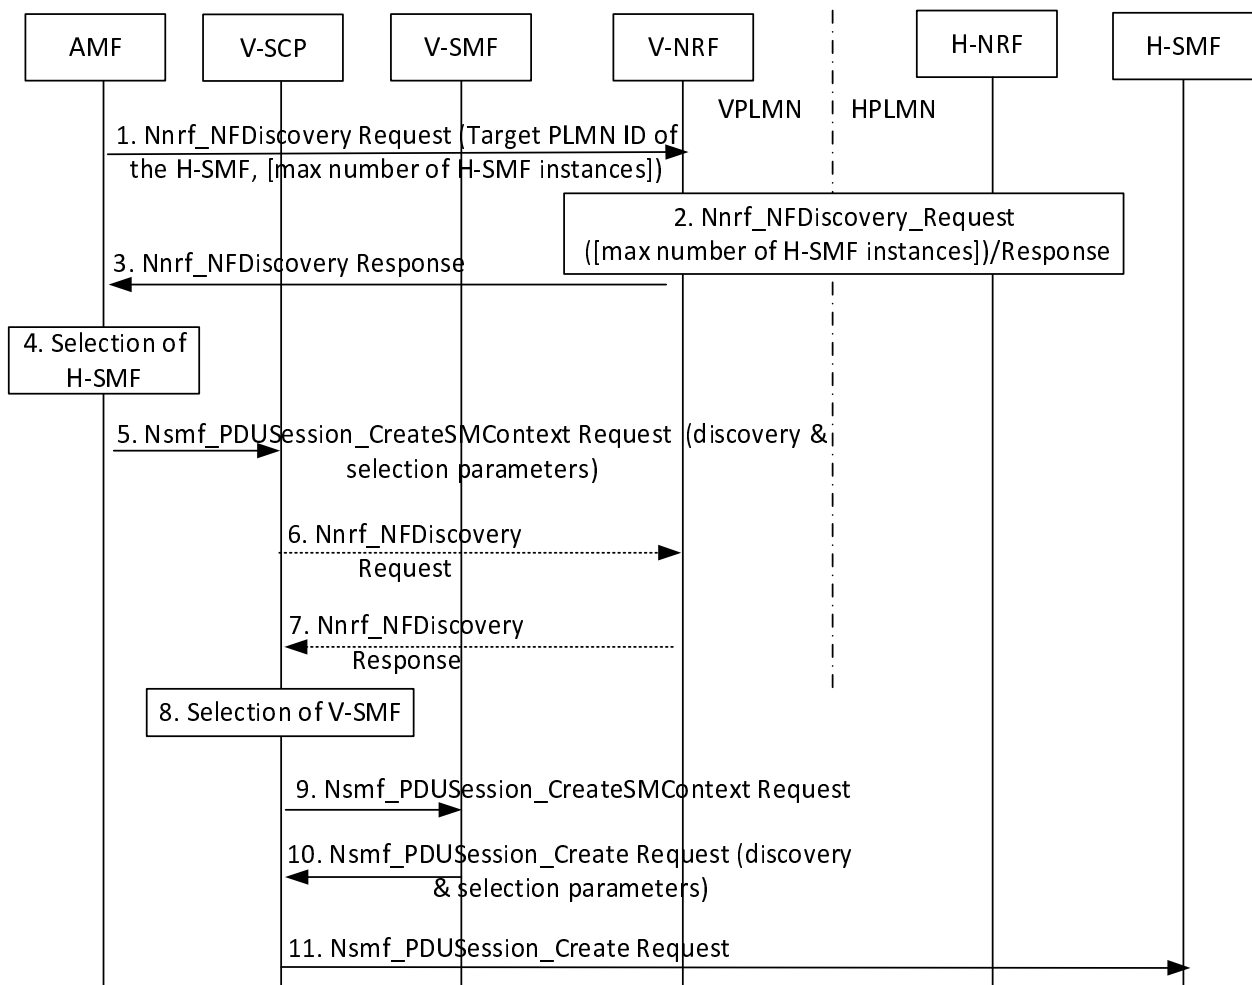 AMF
V-SCP
V-SMF
V-NRF
H-NRF
H-SMF
VPLMN
HPLMN
1. Nnrf_NFDiscovery Request (Target PLMN ID of
the H-SMF, [max number of H-SMF instances])
2. Nnrf_NFDiscovery_Request
([max number of H-SMF instances])/Response
3. Nnrf_NFDiscovery Response
4. Selection of
H-SMF
5. Nsmf_PDUSession_CreateSMContext Request (discovery &
selection parameters)
6. Nnrf_NFDiscovery
Request
7. Nnrf_NFDiscovery
Response
8. Selection of V-SMF
9. Nsmf_PDUSession_CreateSMContext Request
10. Nsmf_PDUSession_Create Request (discovery
& selection parameters)
11. Nsmf_PDUSession_Create Request